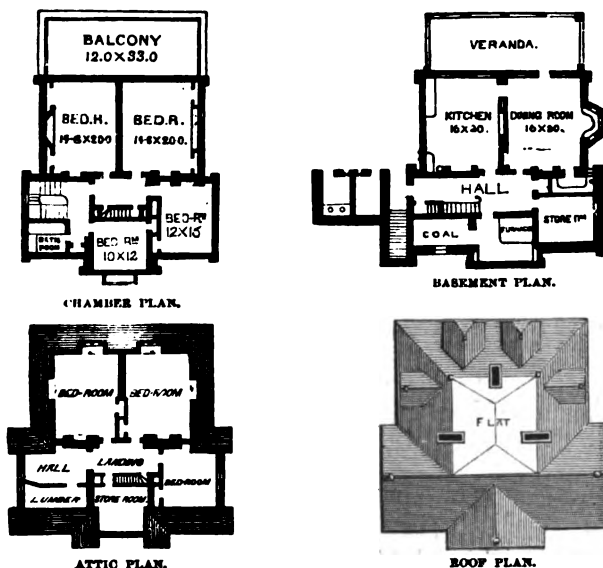 BALCONY
12.0×33.0
BED.R.
14-6×20.0
BED.R.
14-6×20.0
BATH
ROOM
BED-Rᴹ
10×12
BED-Rᴹ
12×15
CHAMBER PLAN.
VERANDA.
KITCHEN
16×20.
DINING ROOM
16×20.
HALL
COAL
FURNACE
STORE Rᴹ
BASEMENT PLAN.
BED-ROOM
BED-ROOM
HALL
LANDING
LUMBER
STORE ROOM
BED-ROOM
ATTIC PLAN.
FLAT
ROOF PLAN.